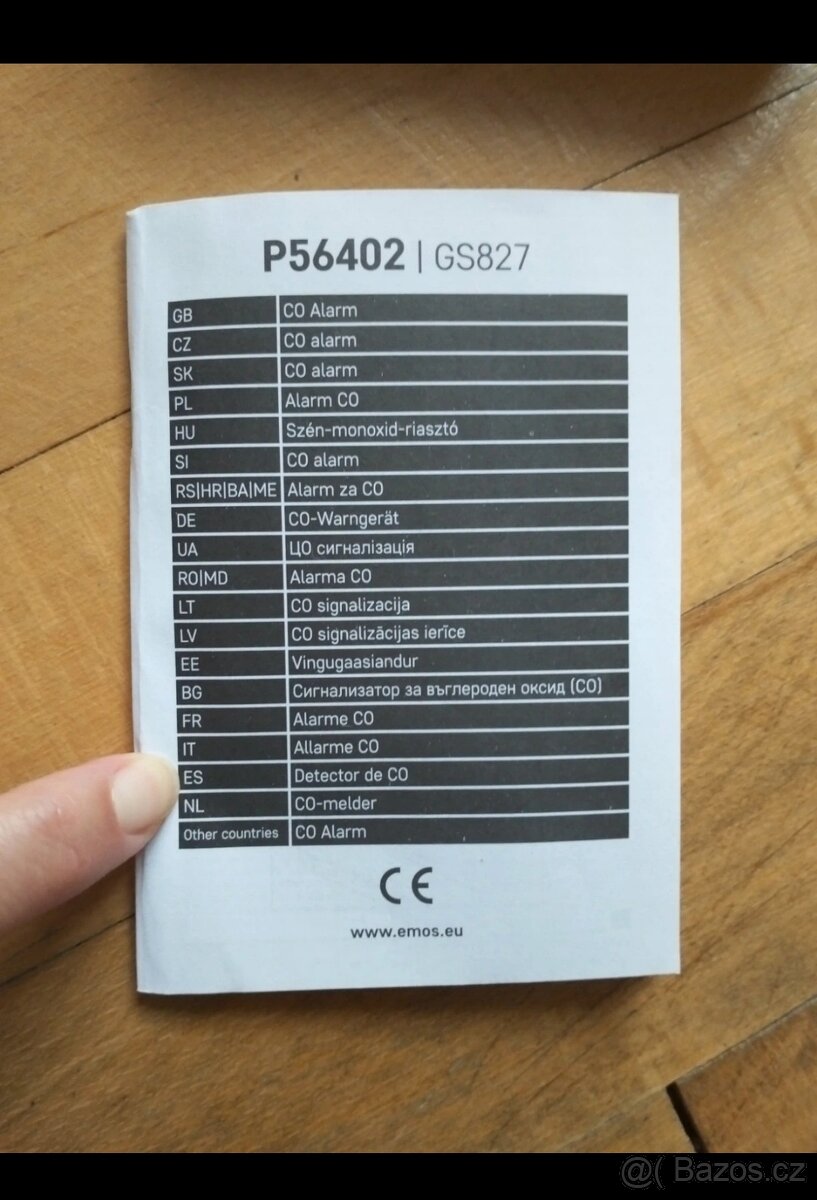 P56402 | GS827
GB CO Alarm
CZ CO alarm
SK CO alarm
PL Alarm CO
HU Szén-monoxid-riasztó
SI CO alarm
RS|HR|BA|ME Alarm za CO
DE CO-Warngerät
UA ЦО сигналізація
RO|MD Alarma CO
LT CO signalizacija
LV CO signalizācijas ierīce
EE Vingugaasiandur
BG Сигнализатор за въглероден оксид (CO)
FR Alarme CO
IT Allarme CO
ES Detector de CO
NL CO-melder
Other countries CO Alarm
CE
www.emos.eu
@( Bazos.cz